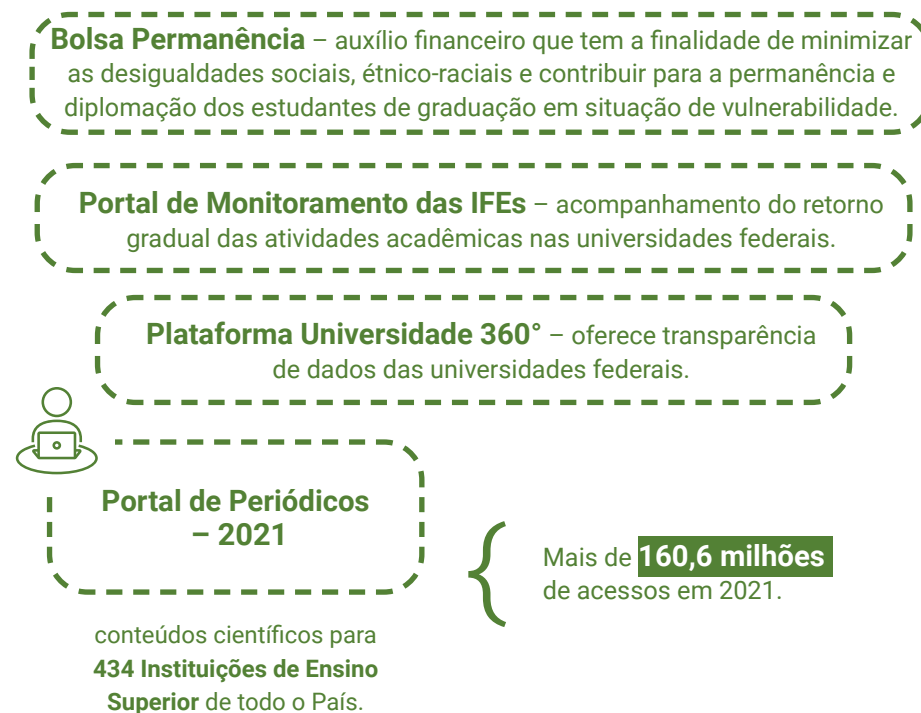 Bolsa Permanência – auxílio financeiro que tem a finalidade de minimizar
as desigualdades sociais, étnico-raciais e contribuir para a permanência e
diplomação dos estudantes de graduação em situação de vulnerabilidade.
Portal de Monitoramento das IFEs – acompanhamento do retorno
gradual das atividades acadêmicas nas universidades federais.
Plataforma Universidade 360° – oferece transparência
de dados das universidades federais.
Portal de Periódicos
– 2021
conteúdos científicos para
434 Instituições de Ensino
Superior de todo o País.
Mais de 160,6 milhões
de acessos em 2021.